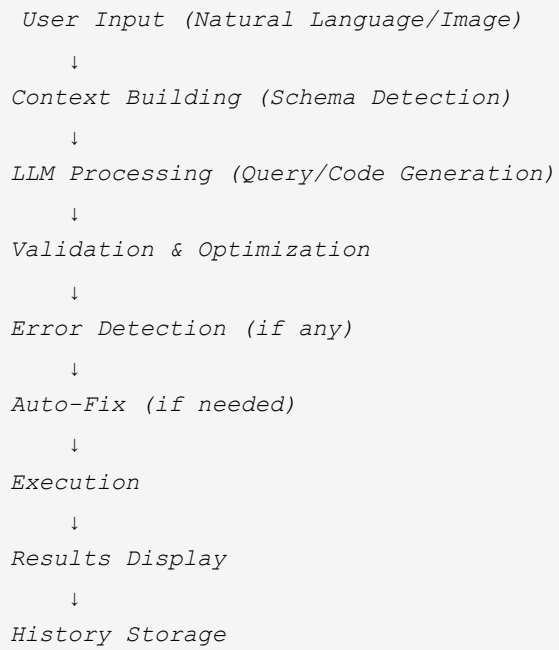 User Input (Natural Language/Image)
↓
Context Building (Schema Detection)
↓
LLM Processing (Query/Code Generation)
↓
Validation & Optimization
↓
Error Detection (if any)
↓
Auto-Fix (if needed)
↓
Execution
↓
Results Display
↓
History Storage